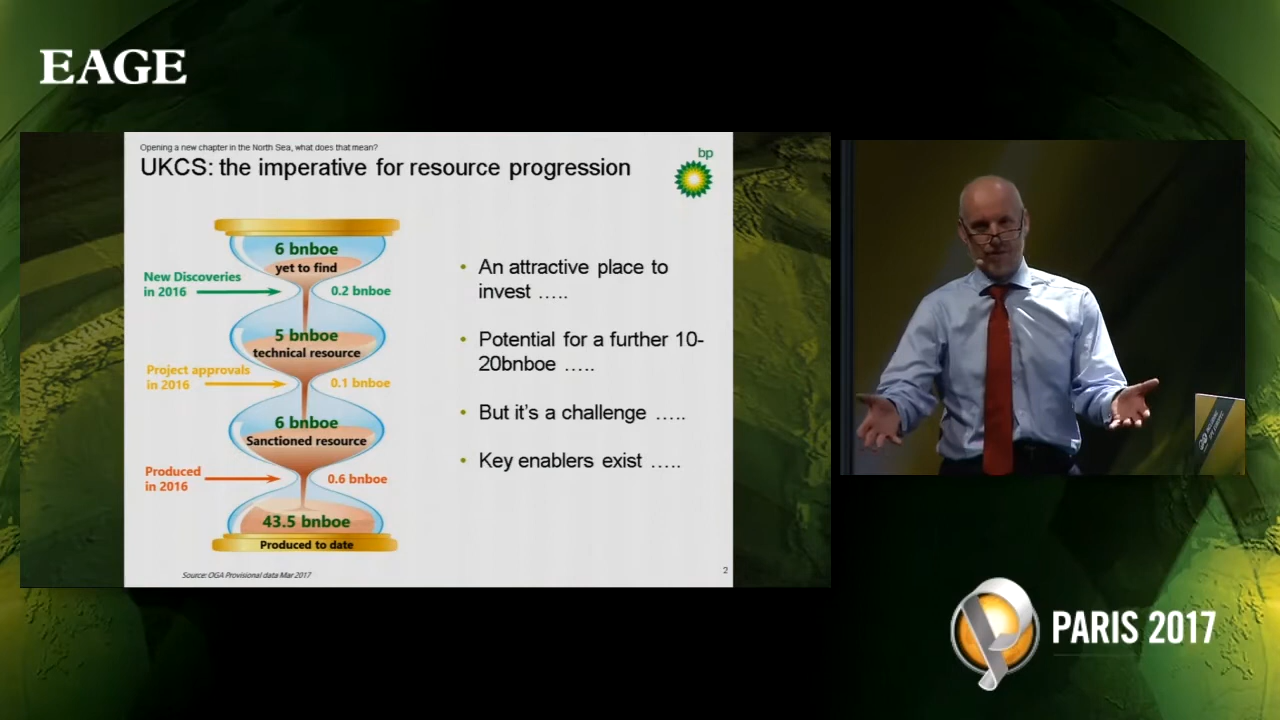 EAGE
Opening a new chapter in the North Sea, what does that mean?
UKCS: the imperative for resource progression
bp
6 bnboe
yet to find
New Discoveries
in 2016
0.2 bnboe
5 bnboe
technical resource
Project approvals
in 2016
0.1 bnboe
6 bnboe
Sanctioned resource
Produced
in 2016
0.6 bnboe
43.5 bnboe
Produced to date
Source: OGA Provisional data Mar 2017
• An attractive place to
invest …..
• Potential for a further 10-
20bnboe …..
• But it's a challenge …..
• Key enablers exist …..
2
PARIS 2017